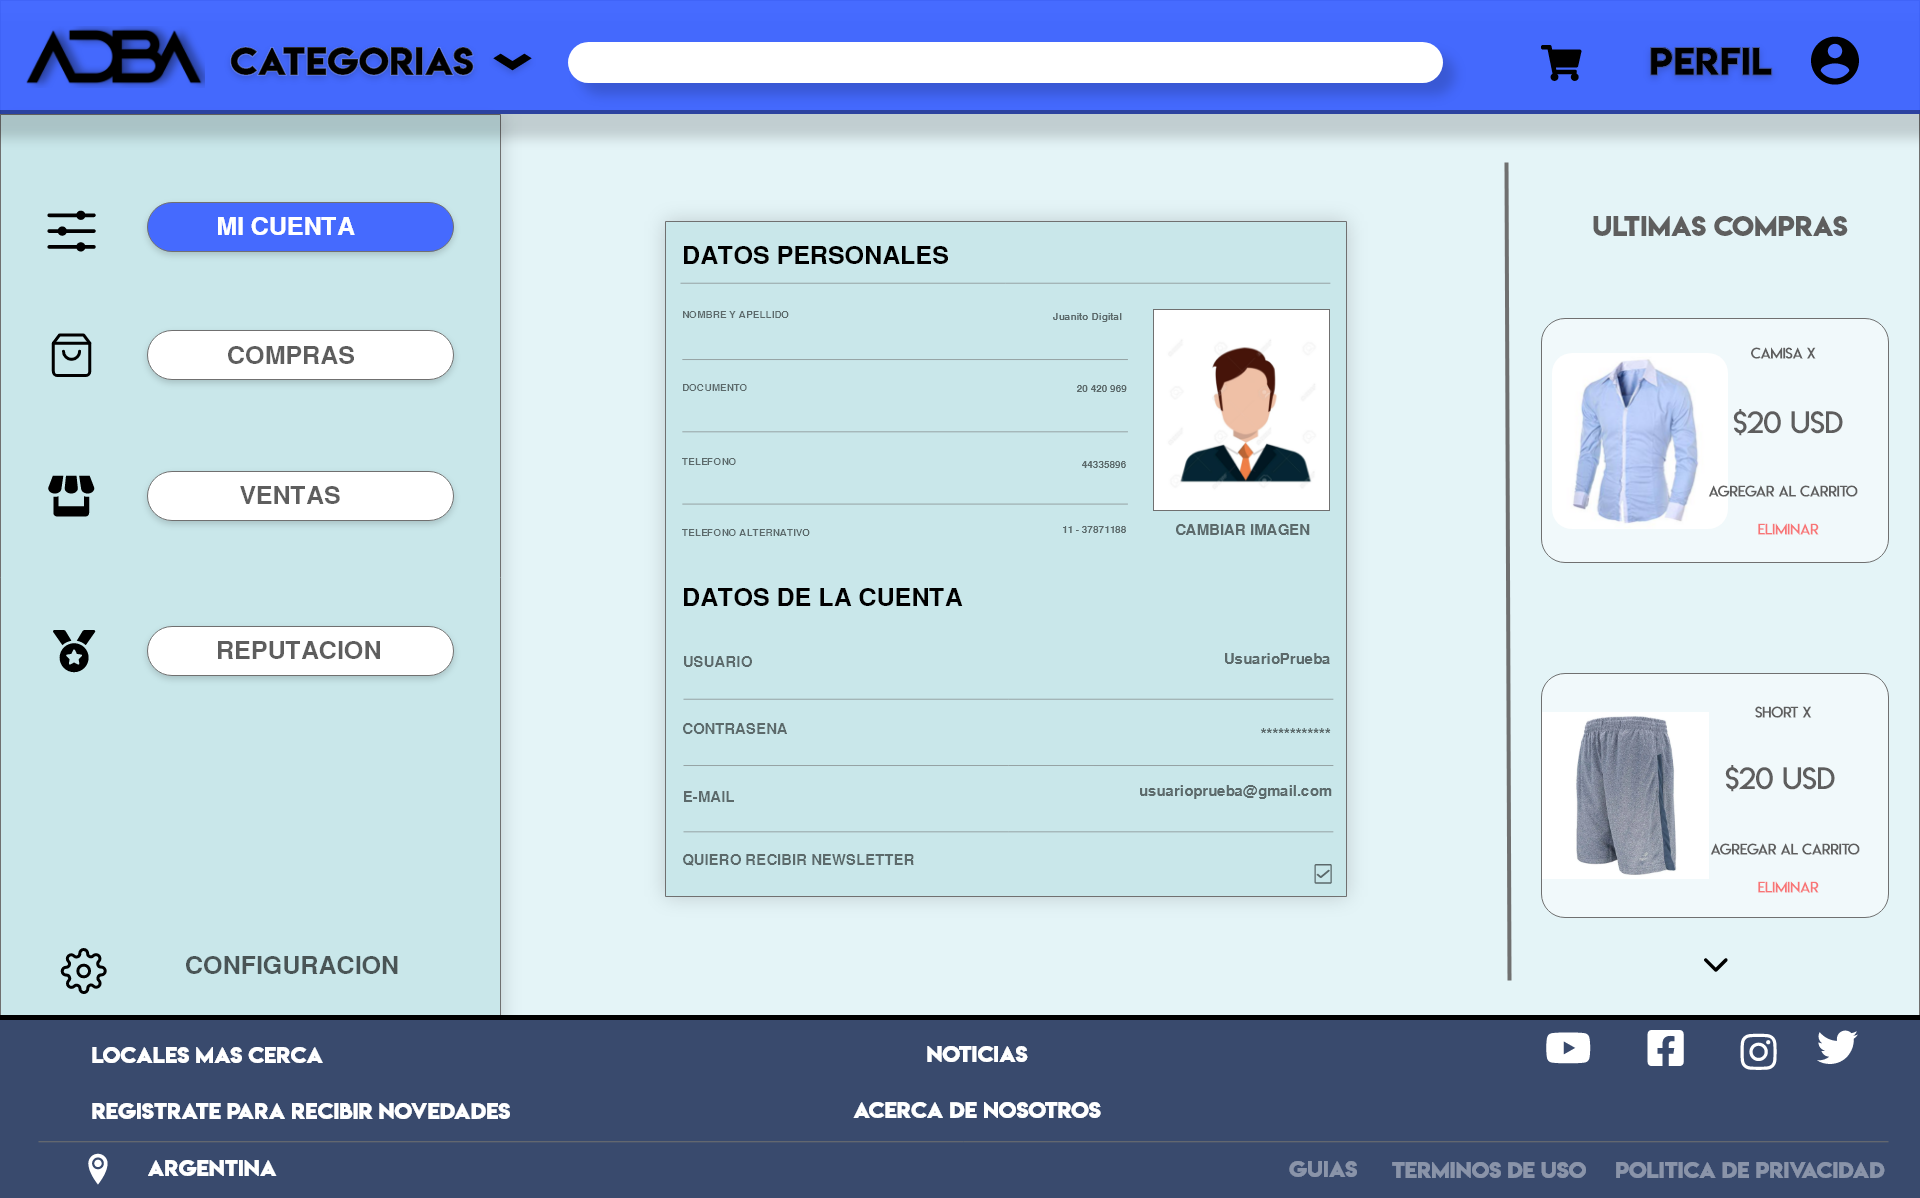 ADBA
CATEGORIAS
PERFIL
MI CUENTA
COMPRAS
VENTAS
REPUTACION
CONFIGURACION
DATOS PERSONALES
NOMBRE Y APELLIDO
Juanito Digital
DOCUMENTO
20 420 969
TELEFONO
44335896
TELEFONO ALTERNATIVO
11 - 37871188
CAMBIAR IMAGEN
DATOS DE LA CUENTA
USUARIO
UsuarioPrueba
CONTRASENA
************
E-MAIL
usuarioprueba@gmail.com
QUIERO RECIBIR NEWSLETTER
ULTIMAS COMPRAS
CAMISA X
$20 USD
AGREGAR AL CARRITO
ELIMINAR
SHORT X
$20 USD
AGREGAR AL CARRITO
ELIMINAR
LOCALES MAS CERCA
NOTICIAS
REGISTRATE PARA RECIBIR NOVEDADES
ACERCA DE NOSOTROS
ARGENTINA
GUIAS
TERMINOS DE USO
POLITICA DE PRIVACIDAD